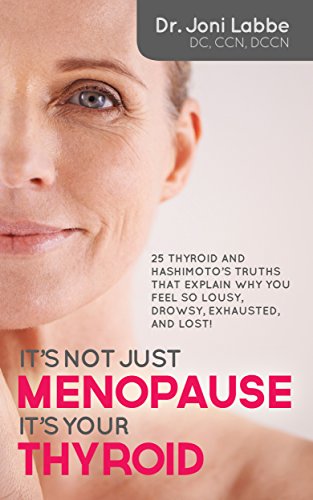 Dr. Joni Labbe
DC, CCN, DCCN
25 THYROID AND
HASHIMOTO'S TRUTHS
THAT EXPLAIN WHY YOU
FEEL SO LOUSY,
DROWSY, EXHAUSTED,
AND LOST!
IT'S NOT JUST
MENOPAUSE
IT'S YOUR
THYROID